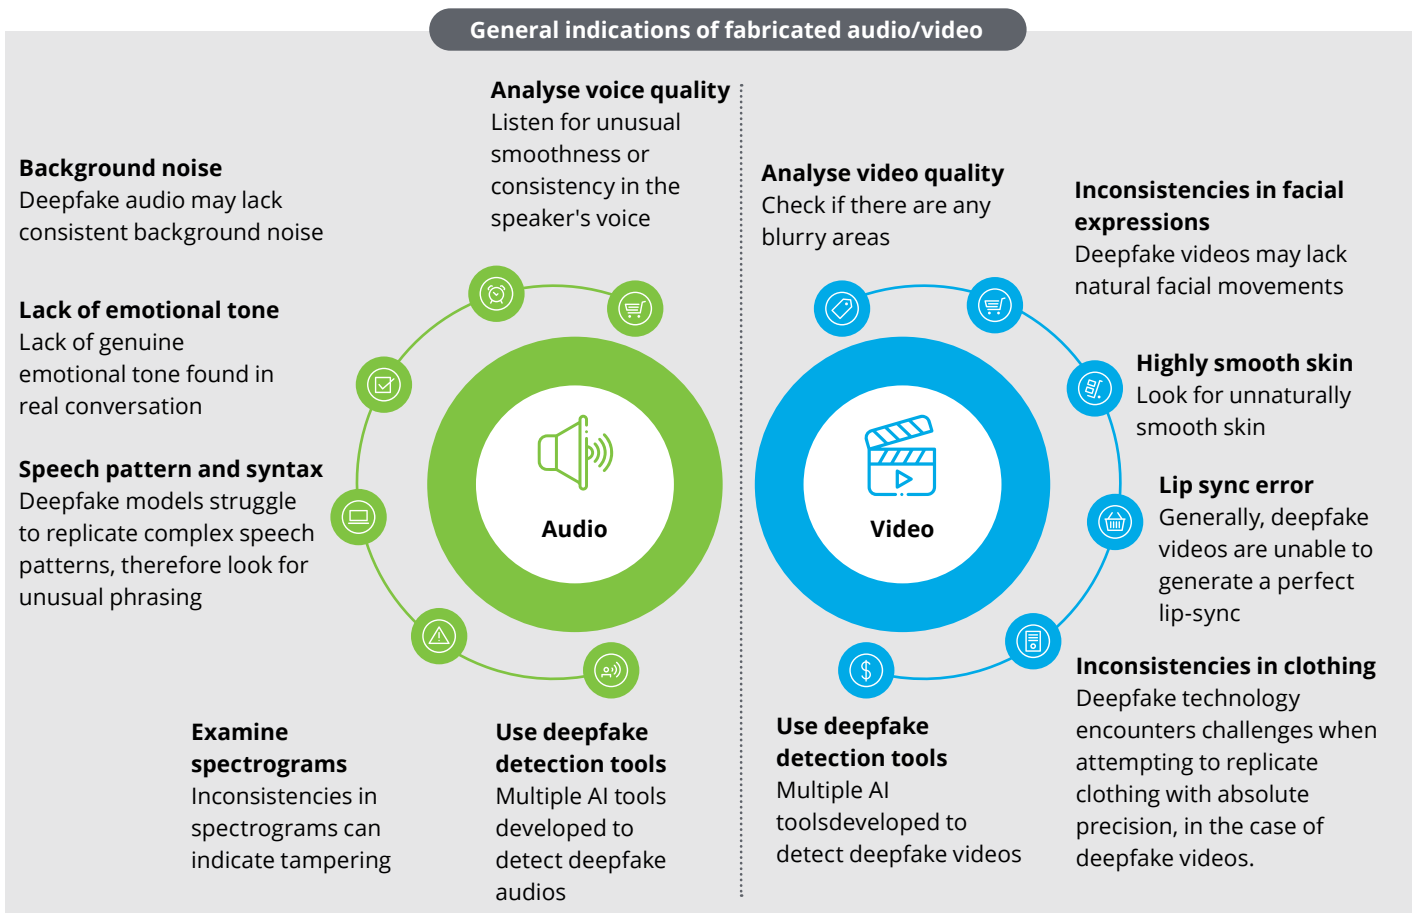 General indications of fabricated audio/video
Analyse voice quality
Listen for unusual
smoothness or
consistency in the
speaker's voice
Background noise
Deepfake audio may lack
consistent background noise
Lack of emotional tone
Lack of genuine
emotional tone found in
real conversation
Speech pattern and syntax
Deepfake models struggle
to replicate complex speech
patterns, therefore look for
unusual phrasing
Examine
spectrograms
Inconsistencies in
spectrograms can
indicate tampering
Use deepfake
detection tools
Multiple AI tools
developed to
detect deepfake
audios
Audio
Analyse video quality
Check if there are any
blurry areas
Inconsistencies in facial
expressions
Deepfake videos may lack
natural facial movements
Highly smooth skin
Look for unnaturally
smooth skin
Lip sync error
Generally, deepfake
videos are unable to
generate a perfect
lip-sync
Inconsistencies in clothing
Deepfake technology
encounters challenges when
attempting to replicate
clothing with absolute
precision, in the case of
deepfake videos.
Use deepfake
detection tools
Multiple AI
toolsdeveloped to
detect deepfake videos
Video
$